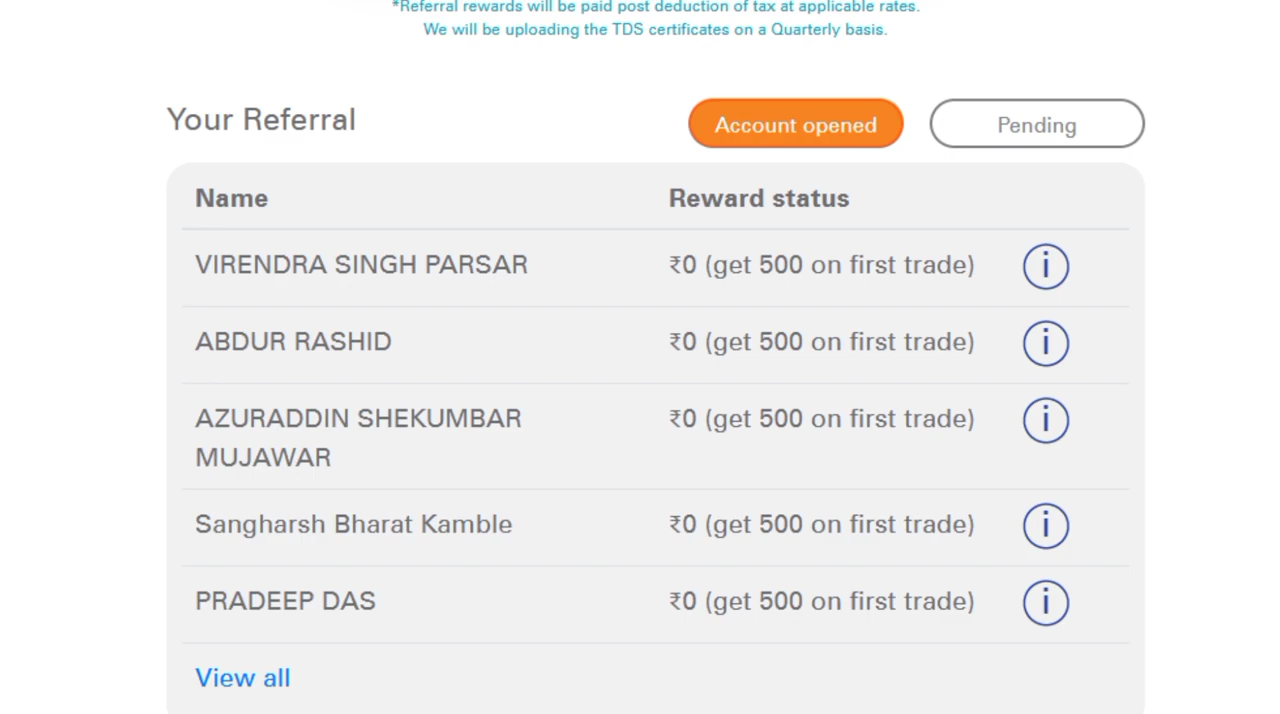 *Referral rewards will be paid post deduction of tax at applicable rates.
We will be uploading the TDS certificates on a Quarterly basis.
Your Referral
Account opened
Pending
Name
Reward status
VIRENDRA SINGH PARSAR
₹0 (get 500 on first trade)
i
ABDUR RASHID
₹0 (get 500 on first trade)
i
AZURADDIN SHEKUMBAR
MUJAWAR
₹0 (get 500 on first trade)
i
Sangharsh Bharat Kamble
₹0 (get 500 on first trade)
i
PRADEEP DAS
₹0 (get 500 on first trade)
i
View all